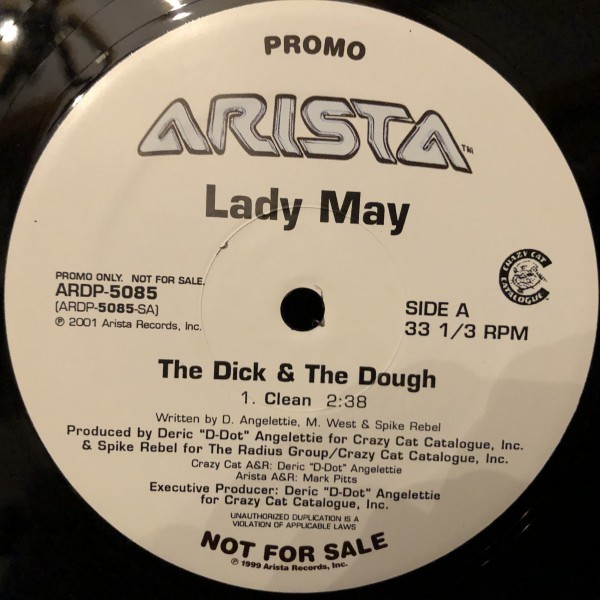 PROMO
ARISTA™
Lady May
CRAZY CAT
CATALOGUE
PROMO ONLY. NOT FOR SALE.
ARDP-5085
(ARDP-5085-SA)
℗ 2001 Arista Records, Inc.
SIDE A
33 1/3 RPM
The Dick & The Dough
1. Clean 2:38
Written by D. Angelettie, M. West & Spike Rebel
Produced by Deric "D-Dot" Angelettie for Crazy Cat Catalogue, Inc.
& Spike Rebel for The Radius Group/Crazy Cat Catalogue, Inc.
Crazy Cat A&R: Deric "D-Dot" Angelettie
Arista A&R: Mark Pitts
Executive Producer: Deric "D-Dot" Angelettie
for Crazy Cat Catalogue, Inc.
UNAUTHORIZED DUPLICATION IS A
VIOLATION OF APPLICABLE LAWS
NOT FOR SALE
℗ 1999 Arista Records, Inc.